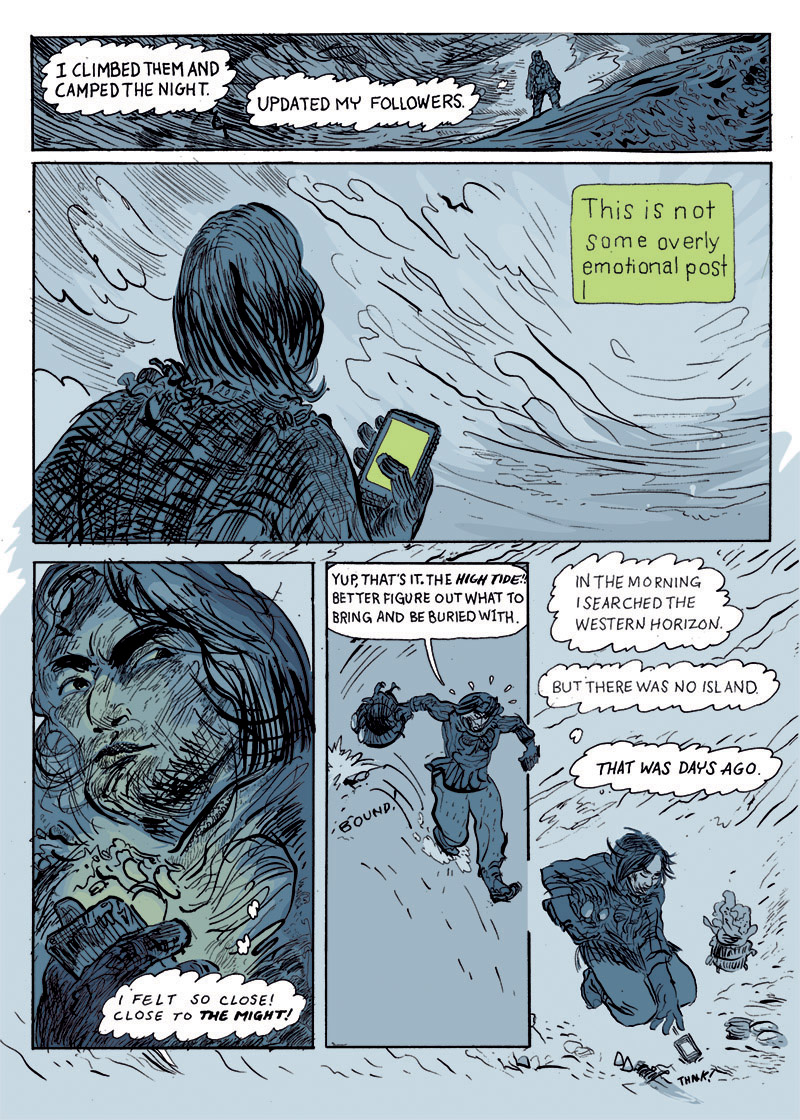 I CLIMBED THEM AND
CAMPED THE NIGHT.
UPDATED MY FOLLOWERS.
This is not
some overly
emotional post
I FELT SO CLOSE!
CLOSE TO THE MIGHT!
YUP, THAT'S IT. THE HIGH TIDE!!
BETTER FIGURE OUT WHAT TO
BRING AND BE BURIED WITH.
BOUND!
IN THE MORNING
I SEARCHED THE
WESTERN HORIZON.
BUT THERE WAS NO ISLAND.
THAT WAS DAYS AGO.
THNK!